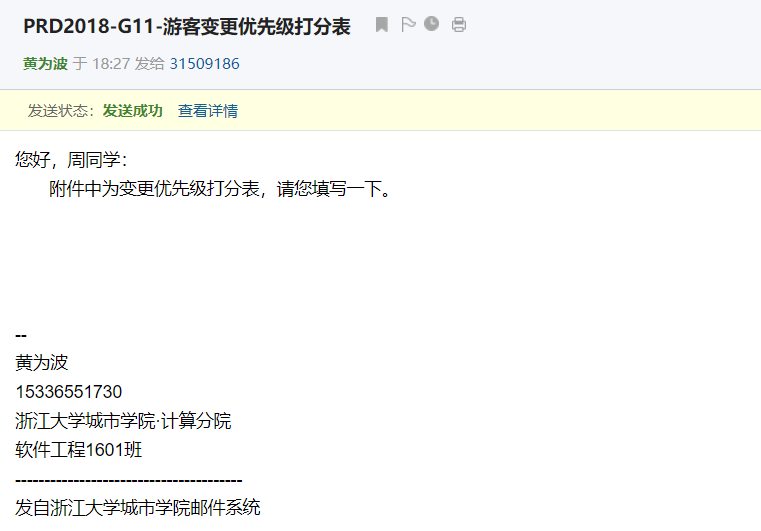 PRD2018-G11-游客变更优先级打分表
黄为波 于 18:27 发给 31509186
发送状态：发送成功 查看详情
您好，周同学：
附件中为变更优先级打分表，请您填写一下。
--
黄为波
15336551730
浙江大学城市学院·计算分院
软件工程1601班
---------------------------------------
发自浙江大学城市学院邮件系统